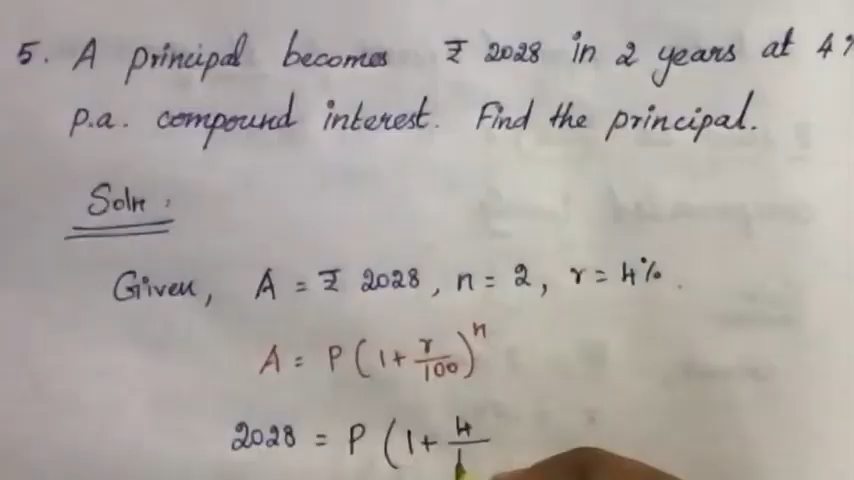 5. A principal becomes ₹ 2028 in 2 years at 4%
p.a. compound interest. Find the principal.
Soln :
Given, A = ₹ 2028, n = 2, r = 4%.
A = P(1+r/100)^n
2028 = P (1+4/